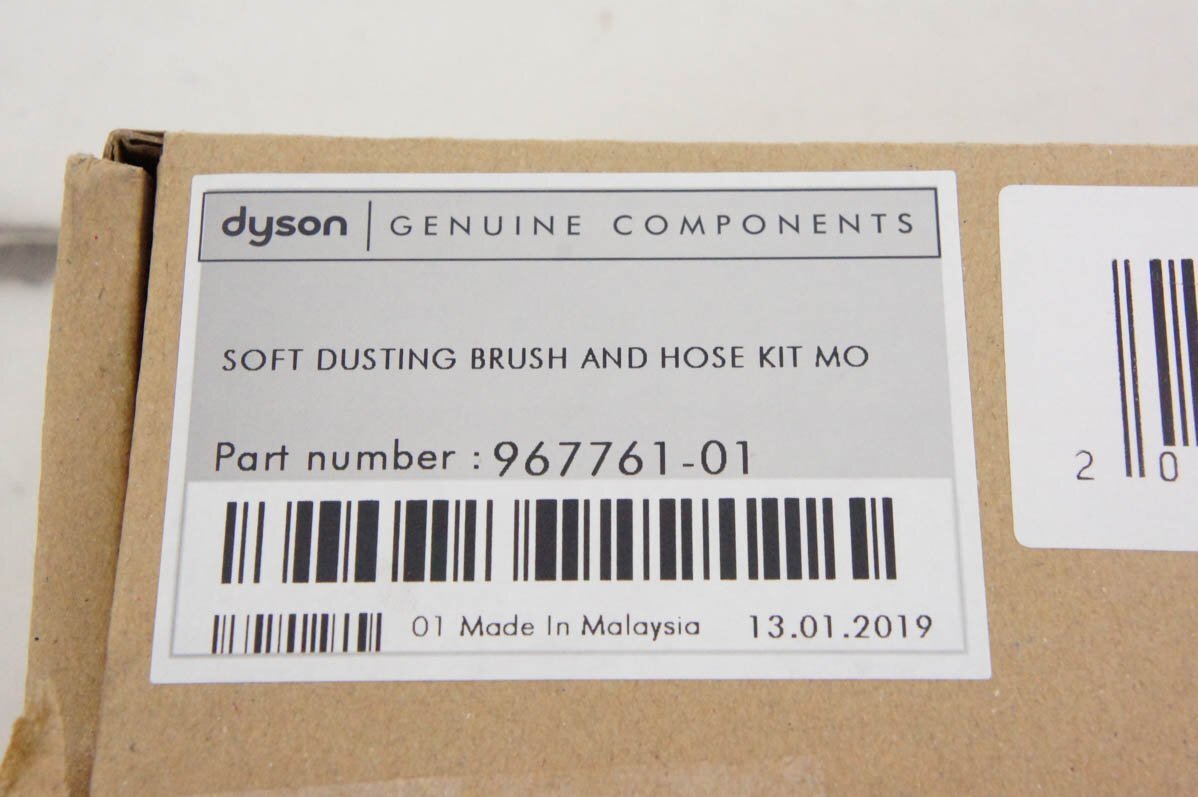 dyson | GENUINE COMPONENTS
SOFT DUSTING BRUSH AND HOSE KIT MO
Part number : 967761-01
01 Made In Malaysia 13.01.2019
2 0